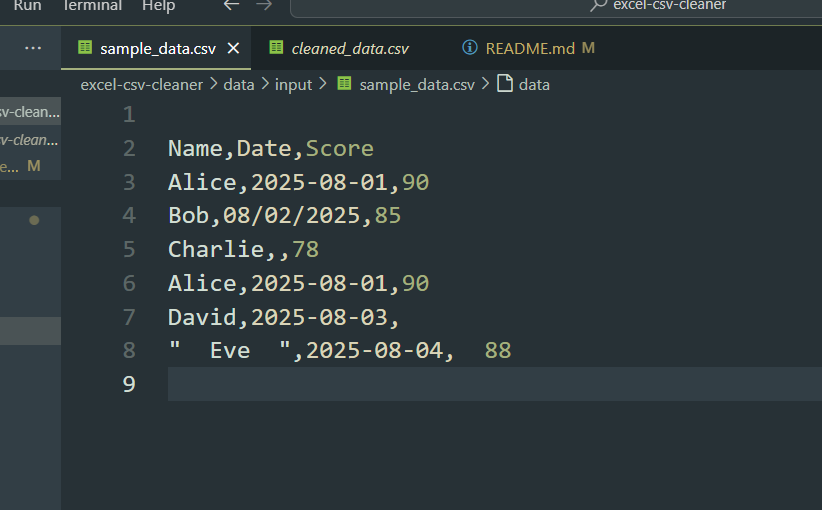 Run Terminal Help ← → excel-csv-cleaner
... sample_data.csv × cleaned_data.csv README.md M
excel-csv-cleaner > data > input > sample_data.csv > data
sv-clean...
v-clean...
e... M
1
2 Name,Date,Score
3 Alice,2025-08-01,90
4 Bob,08/02/2025,85
5 Charlie,,78
6 Alice,2025-08-01,90
7 David,2025-08-03,
8 "  Eve  ",2025-08-04,  88
9